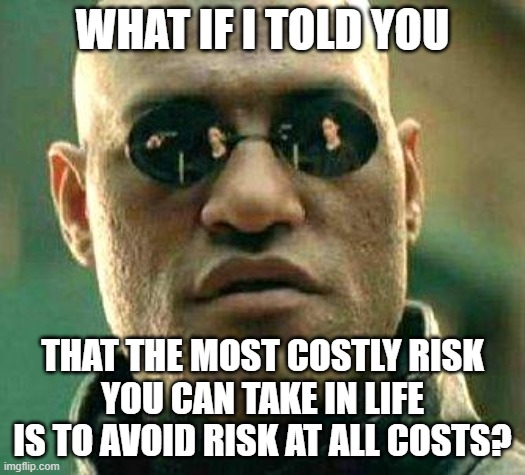 WHAT IF I TOLD YOU
THAT THE MOST COSTLY RISK
YOU CAN TAKE IN LIFE
IS TO AVOID RISK AT ALL COSTS?
imgflip.com